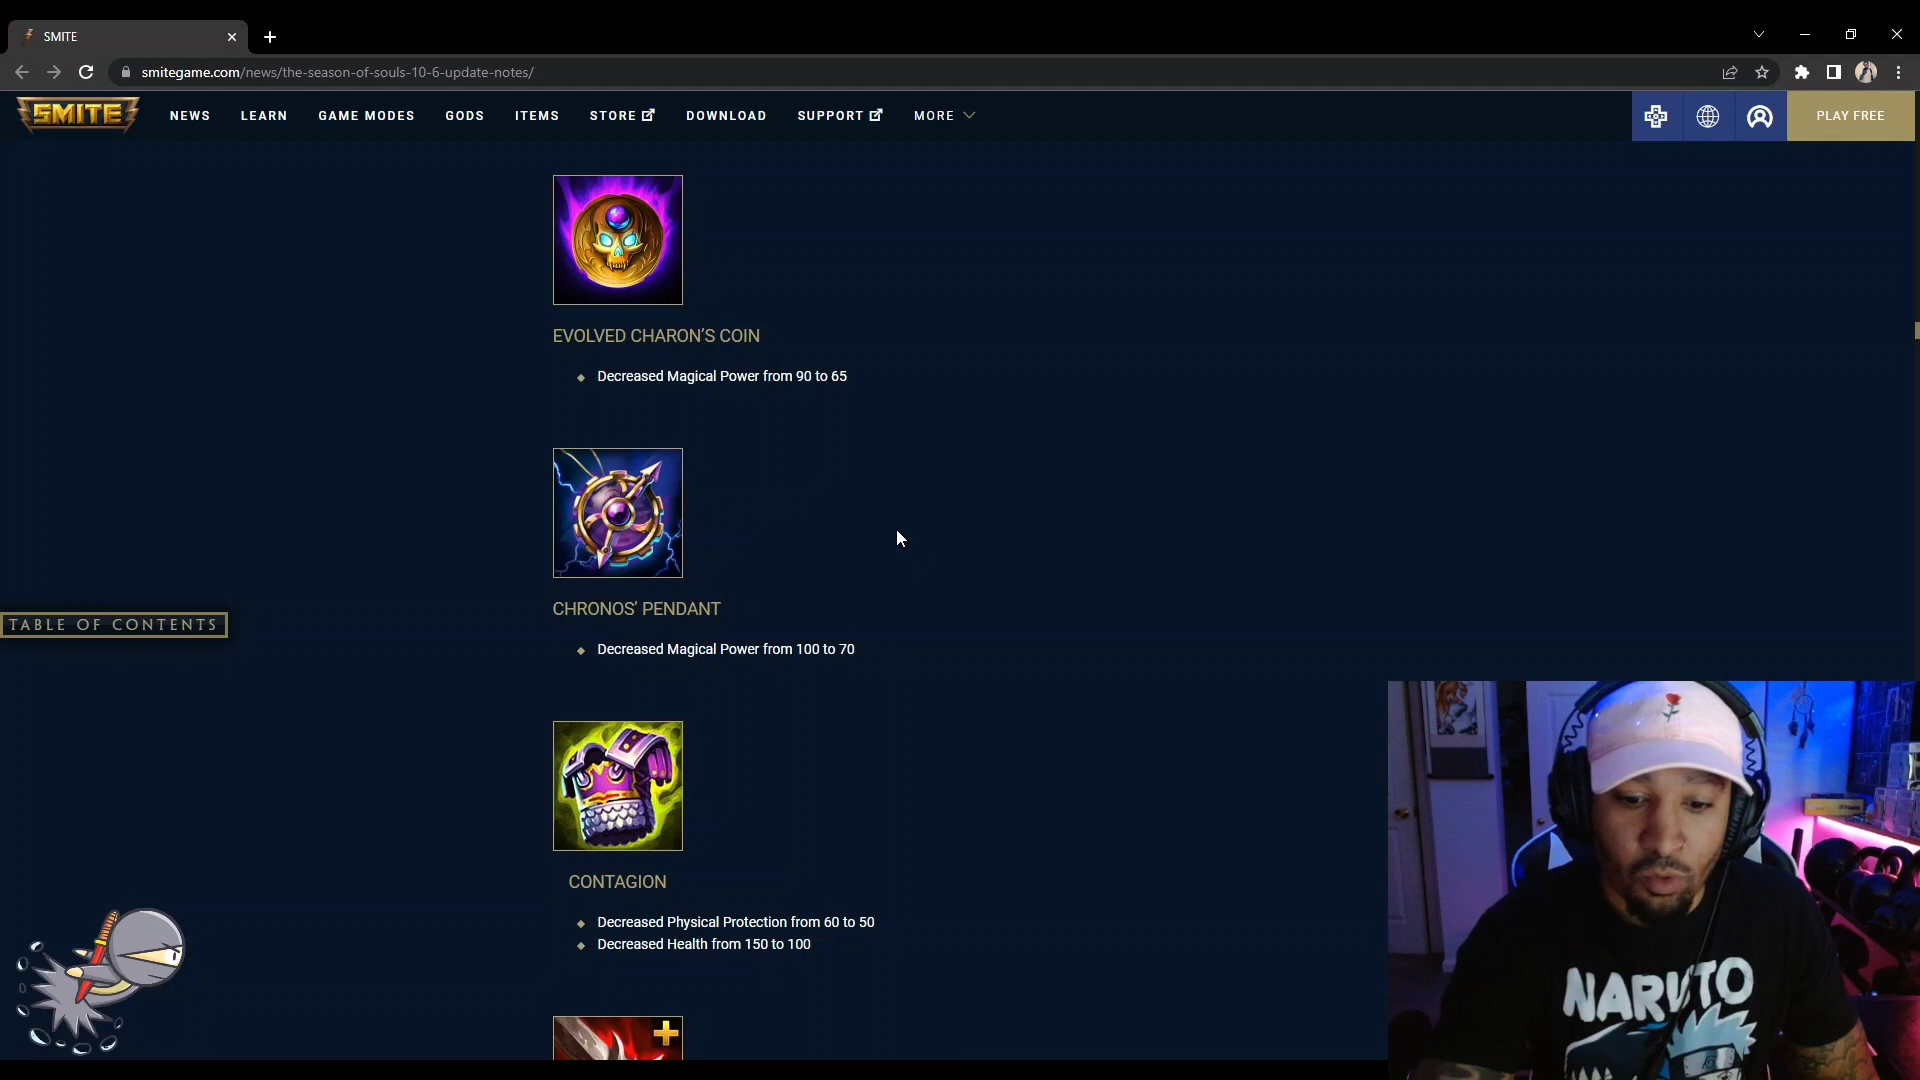 SMITE
smitegame.com/news/the-season-of-souls-10-6-update-notes/
SMITE
NEWS
LEARN
GAME MODES
GODS
ITEMS
STORE
DOWNLOAD
SUPPORT
MORE
PLAY FREE
EVOLVED CHARON’S COIN
Decreased Magical Power from 90 to 65
CHRONOS’ PENDANT
Decreased Magical Power from 100 to 70
TABLE OF CONTENTS
CONTAGION
Decreased Physical Protection from 60 to 50
Decreased Health from 150 to 100
NARUTO